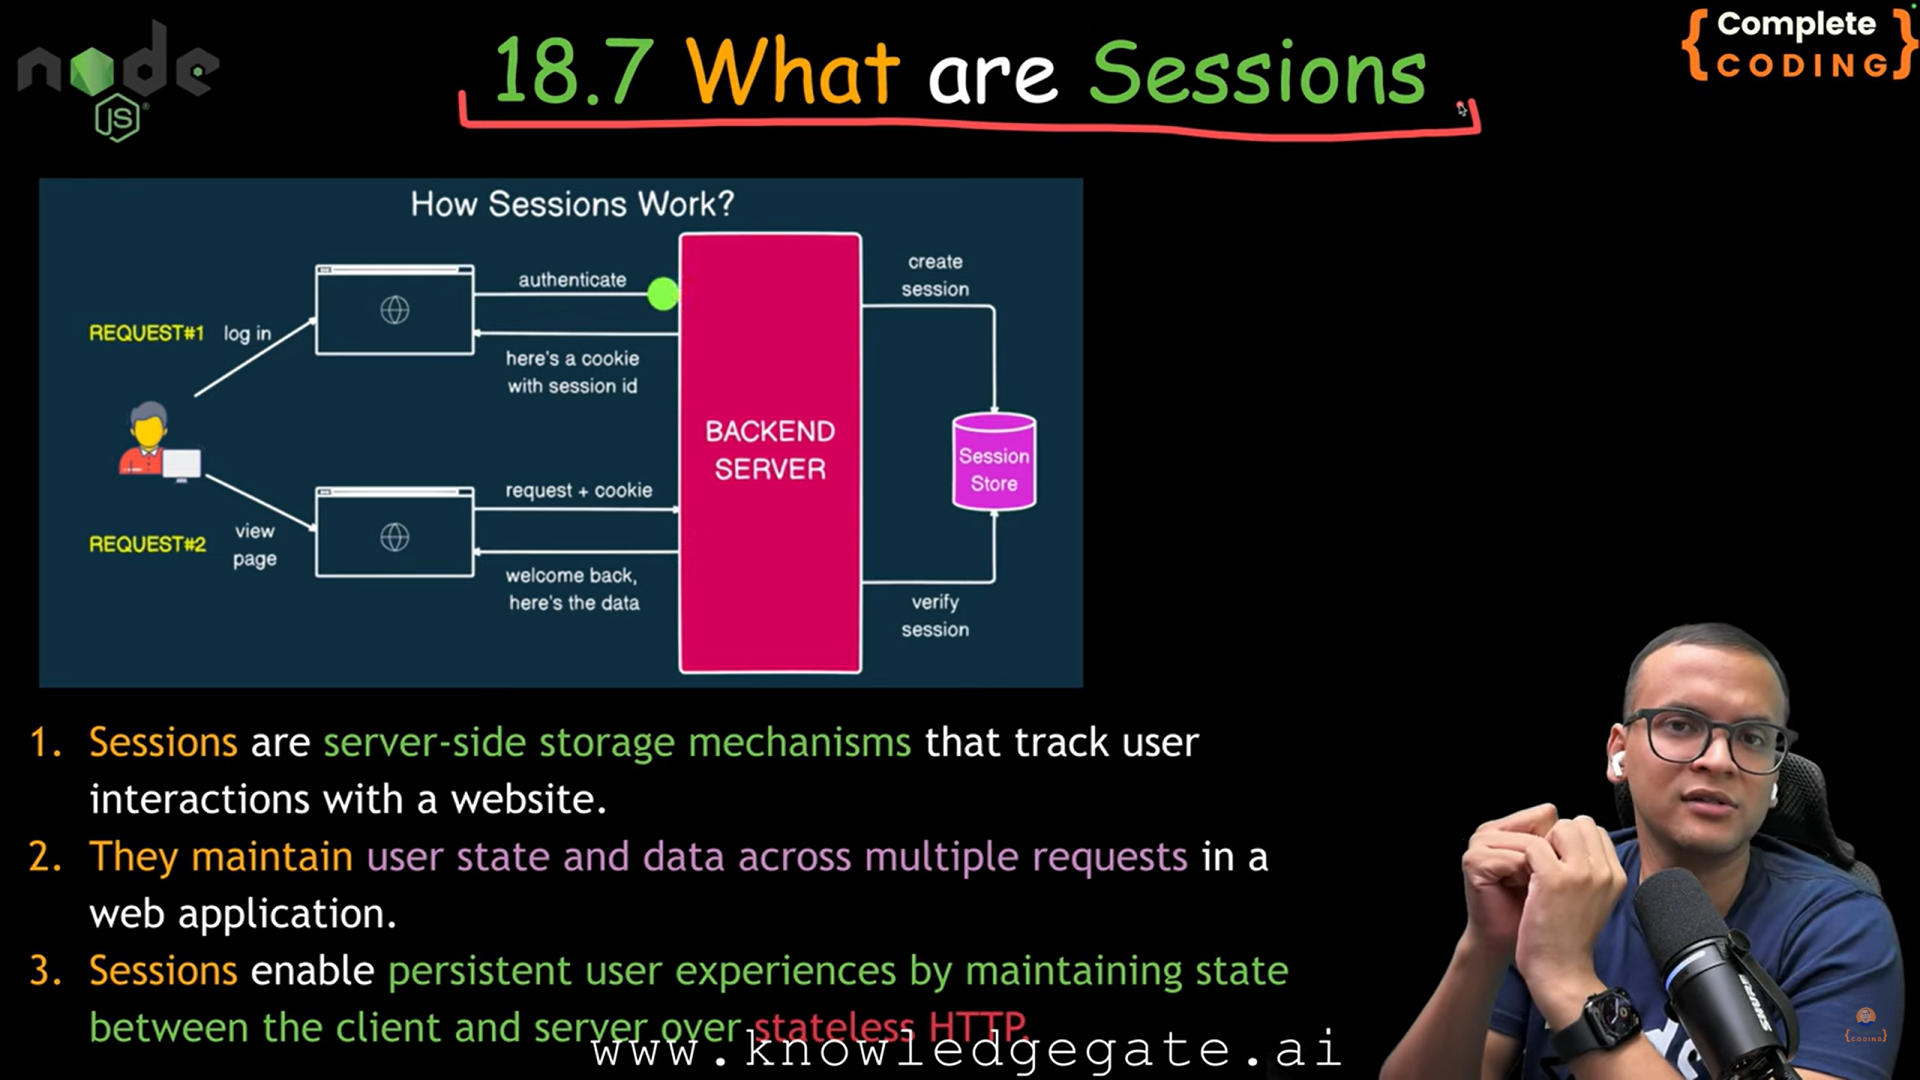 node
JS
18.7 What are Sessions
Complete
CODING
How Sessions Work?
REQUEST#1
log in
authenticate
here's a cookie
with session id
BACKEND
SERVER
create
session
Session
Store
REQUEST#2
view
page
request + cookie
welcome back,
here's the data
verify
session
1. Sessions are server-side storage mechanisms that track user
interactions with a website.
2. They maintain user state and data across multiple requests in a
web application.
3. Sessions enable persistent user experiences by maintaining state
between the client and server over stateless HTTP.
www.knowledgegate.ai
SHURE
CODING